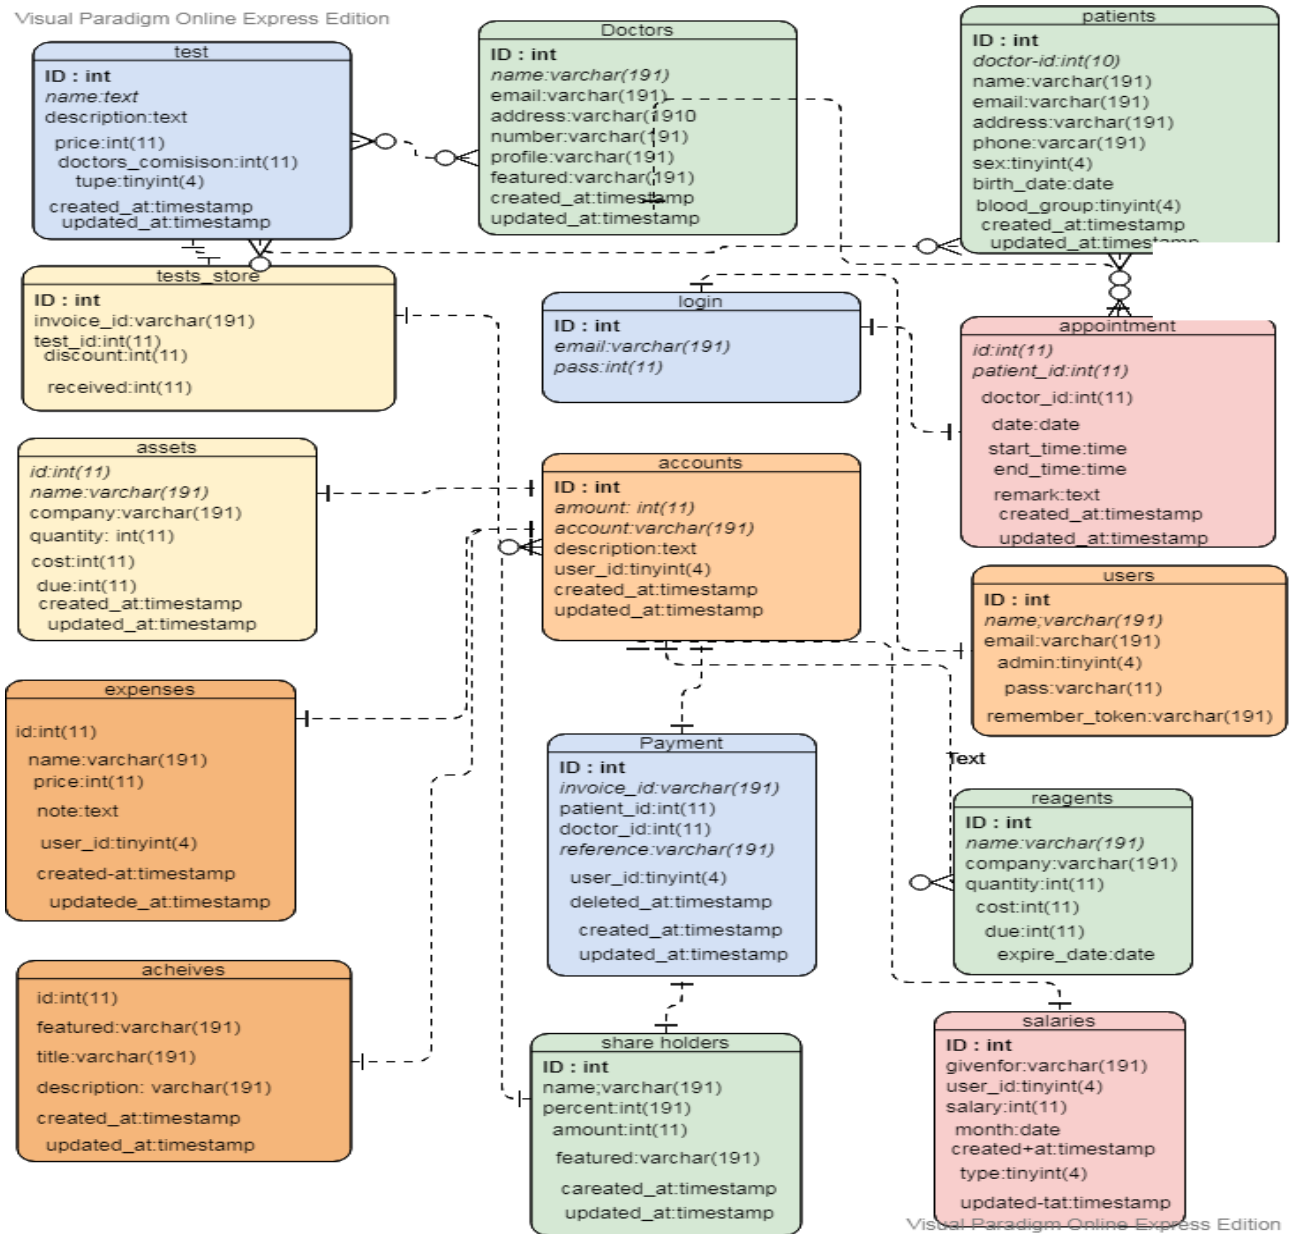 Visual Paradigm Online Express Edition
test
ID : int
name:text
description:text
price:int(11)
doctors_comisison:int(11)
tupe:tinyint(4)
created_at:timestamp
updated_at:timestamp
Doctors
ID : int
name:varchar(191)
email:varchar(191)
address:varchar(1910
number:varchar(191)
profile:varchar(191)
featured:varchar(191)
created_at:timestamp
updated_at:timestamp
patients
ID : int
doctor-id:int(10)
name:varchar(191)
email:varchar(191)
address:varchar(191)
phone:varcar(191)
sex:tinyint(4)
birth_date:date
blood_group:tinyint(4)
created_at:timestamp
updated_at:timestamp
tests_store
ID : int
invoice_id:varchar(191)
test_id:int(11)
discount:int(11)
received:int(11)
login
ID : int
email:varchar(191)
pass:int(11)
appointment
id:int(11)
patient_id:int(11)
doctor_id:int(11)
date:date
start_time:time
end_time:time
remark:text
created_at:timestamp
updated_at:timestamp
assets
id:int(11)
name:varchar(191)
company:varchar(191)
quantity: int(11)
cost:int(11)
due:int(11)
created_at:timestamp
updated_at:timestamp
accounts
ID : int
amount: int(11)
account:varchar(191)
description:text
user_id:tinyint(4)
created_at:timestamp
updated_at:timestamp
users
ID : int
name;varchar(191)
email:varchar(191)
admin:tinyint(4)
pass:varchar(11)
remember_token:varchar(191)
expenses
id:int(11)
name:varchar(191)
price:int(11)
note:text
user_id:tinyint(4)
created-at:timestamp
updatede_at:timestamp
Payment
ID : int
invoice_id:varchar(191)
patient_id:int(11)
doctor_id:int(11)
reference:varchar(191)
user_id:tinyint(4)
deleted_at:timestamp
created_at:timestamp
updated_at:timestamp
Text
reagents
ID : int
name:varchar(191)
company:varchar(191)
quantity:int(11)
cost:int(11)
due:int(11)
expire_date:date
acheives
id:int(11)
featured:varchar(191)
title:varchar(191)
description: varchar(191)
created_at:timestamp
updated_at:timestamp
share holders
ID : int
name;varchar(191)
percent:int(191)
amount:int(11)
featured:varchar(191)
careated_at:timestamp
updated_at:timestamp
salaries
ID : int
givenfor:varchar(191)
user_id:tinyint(4)
salary:int(11)
month:date
created+at:timestamp
type:tinyint(4)
updated-tat:timestamp
Visual Paradigm Online Express Edition